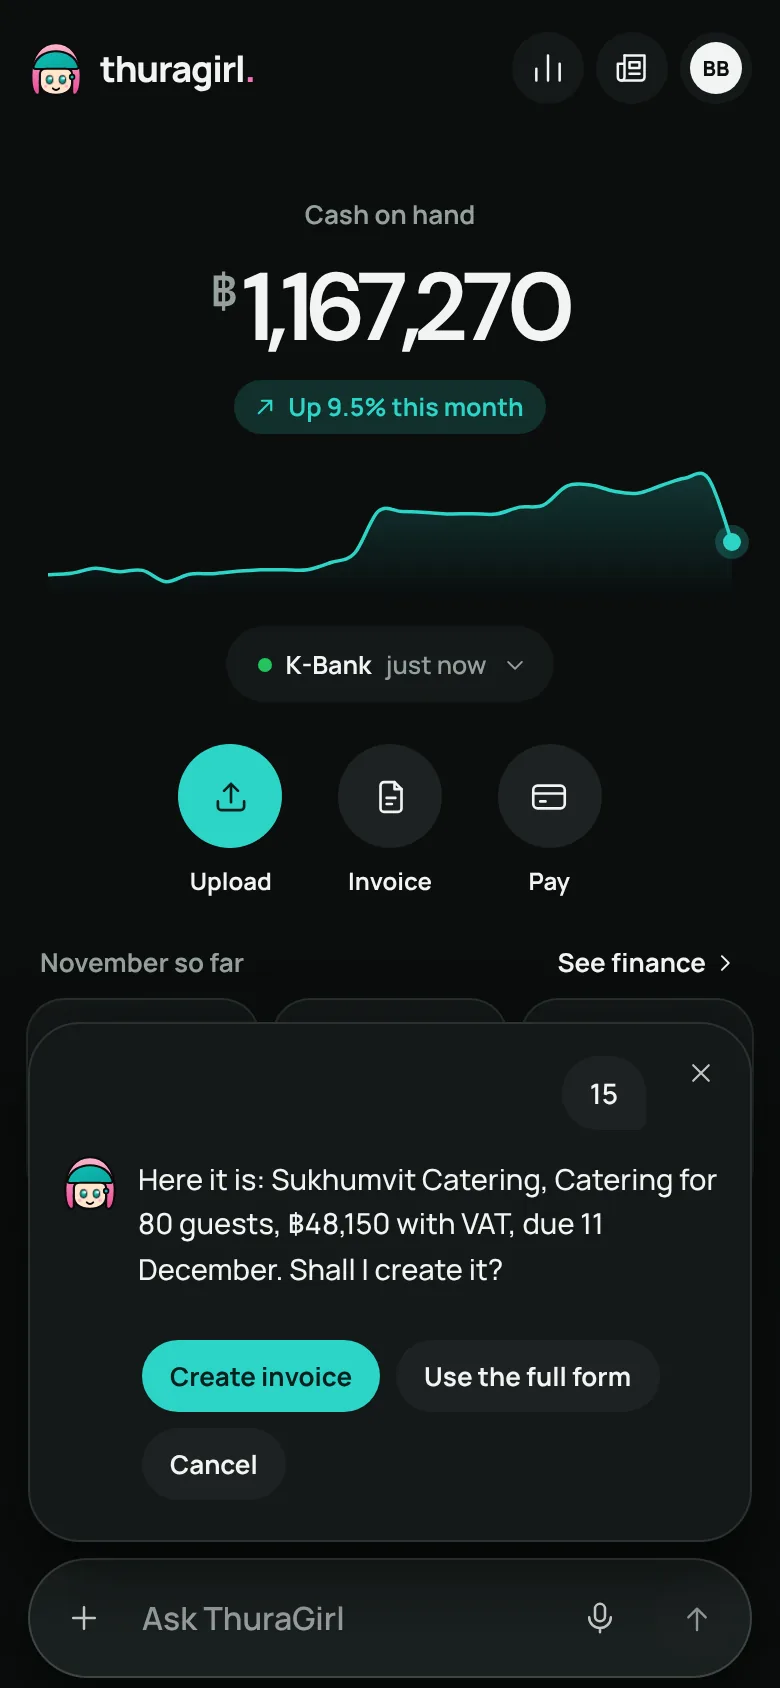 thuragirl.
BB
Cash on hand
฿1,167,270
Up 9.5% this month
K-Bank just now
Upload
Invoice
Pay
November so far
See finance
15
Here it is: Sukhumvit Catering, Catering for
80 guests, ฿48,150 with VAT, due 11
December. Shall I create it?
Create invoice
Use the full form
Cancel
Ask ThuraGirl